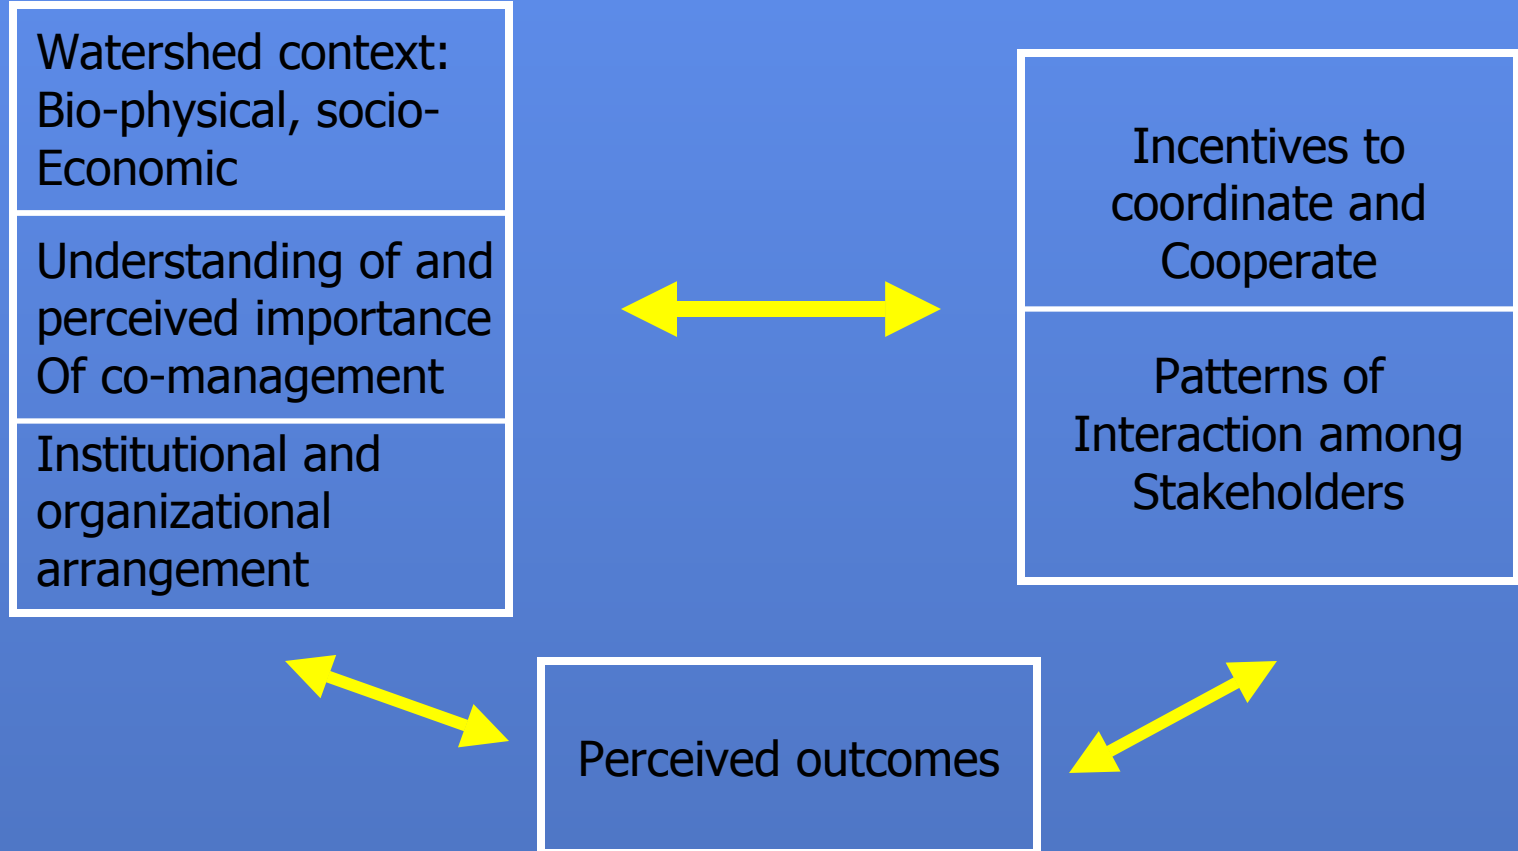 Watershed context:
Bio-physical, socio-
Economic
Understanding of and
perceived importance
Of co-management
Institutional and
organizational
arrangement
Incentives to
coordinate and
Cooperate
Patterns of
Interaction among
Stakeholders
Perceived outcomes